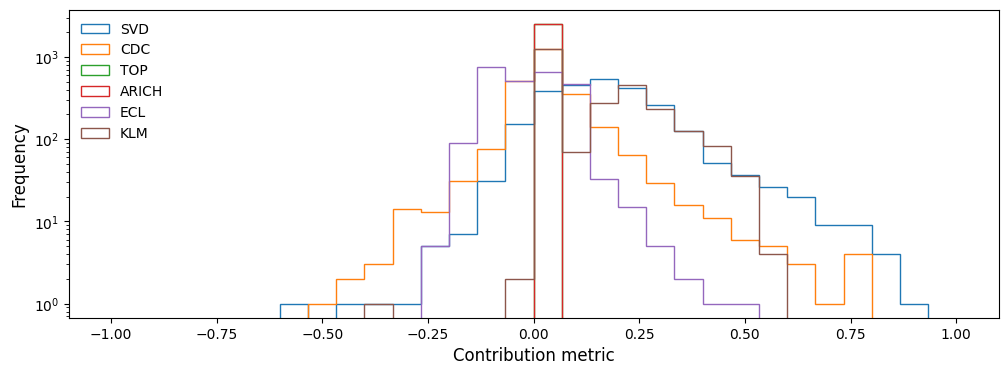 SVD
CDC
TOP
ARICH
ECL
KLM
Frequency
10³
10²
10¹
10⁰
−1.00 −0.75 −0.50 −0.25 0.00 0.25 0.50 0.75 1.00
Contribution metric